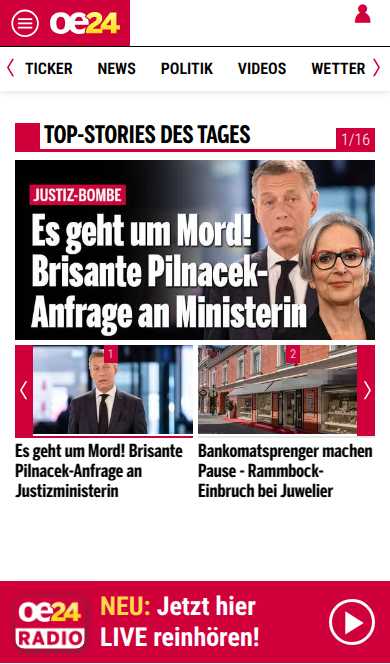 oe24
TICKER NEWS POLITIK VIDEOS WETTER
TOP-STORIES DES TAGES
1/16
JUSTIZ-BOMBE
Es geht um Mord!
Brisante Pilnacek-
Anfrage an Ministerin
1
2
Es geht um Mord! Brisante
Pilnacek-Anfrage an
Justizministerin
Bankomatsprenger machen
Pause - Rammbock-
Einbruch bei Juwelier
oe24
RADIO
NEU: Jetzt hier
LIVE reinhören!